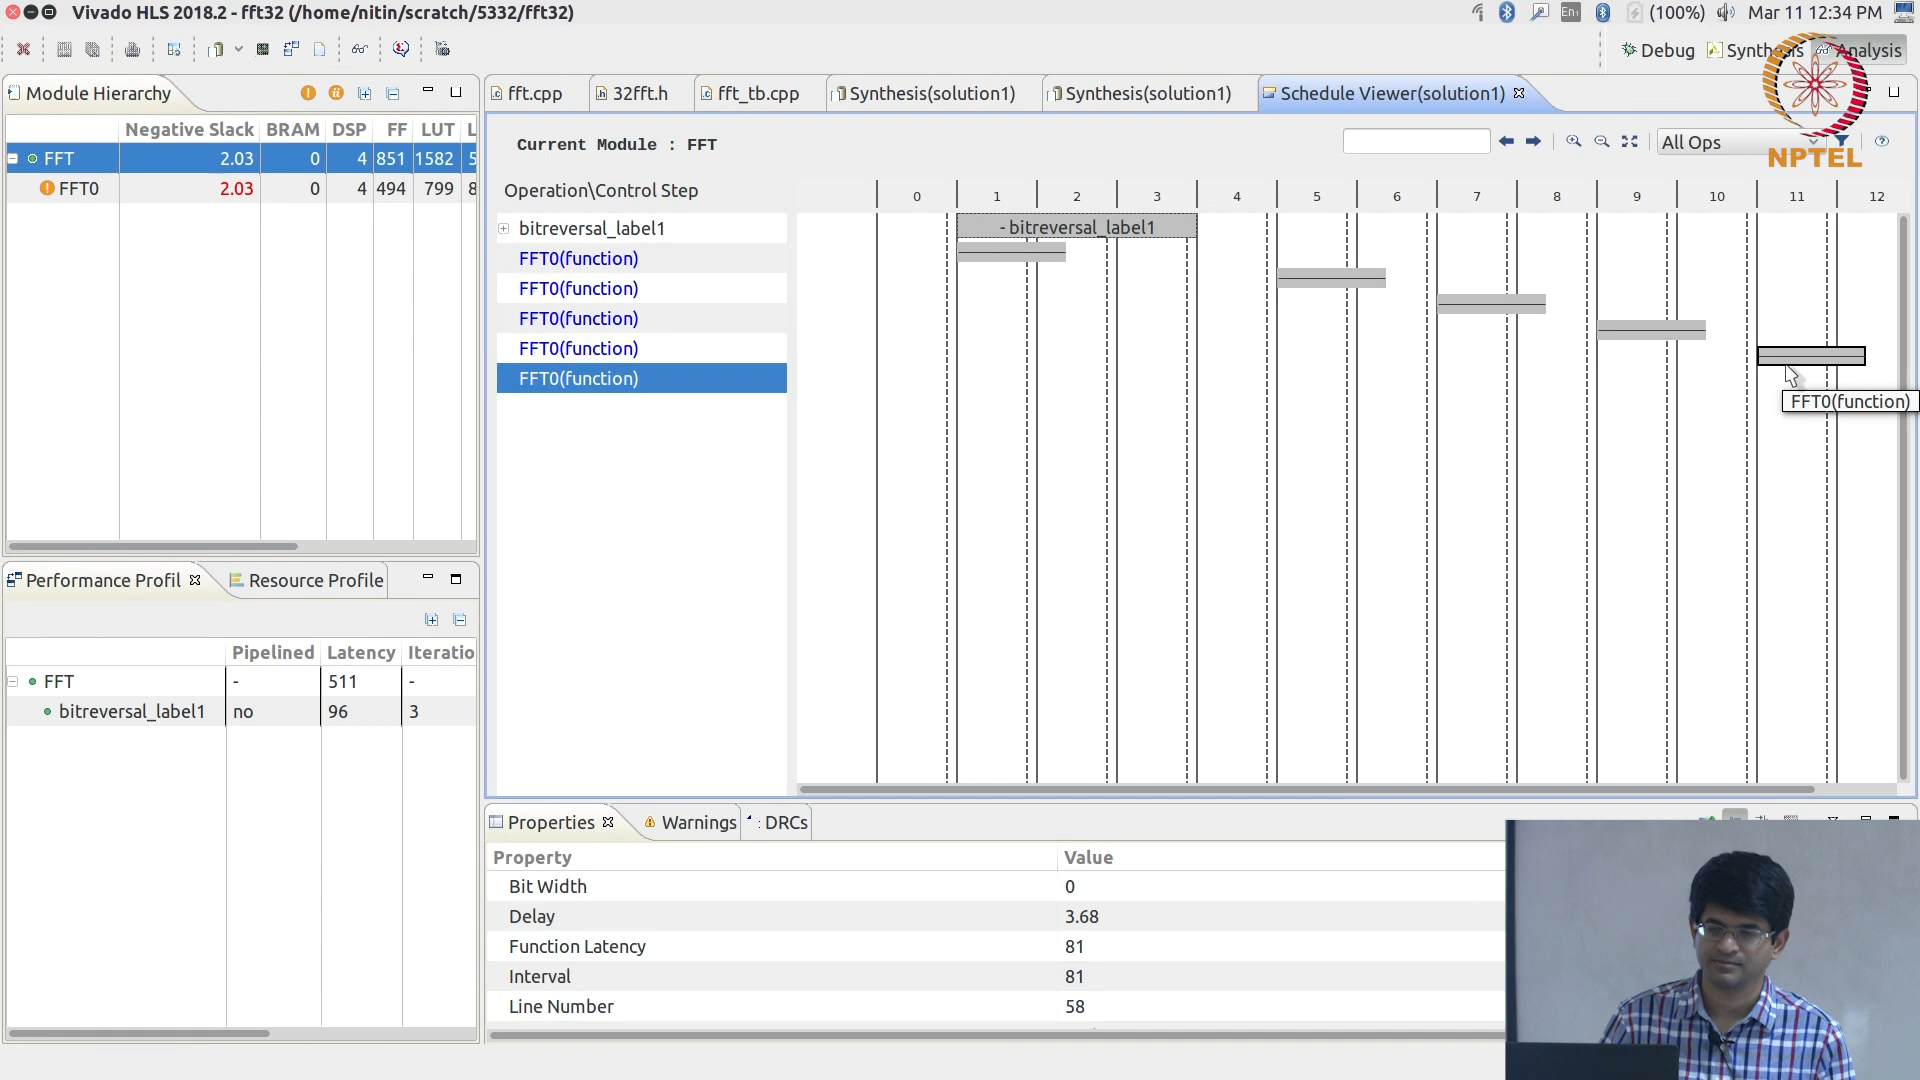 Vivado HLS 2018.2 - fft32 (/home/nitin/scratch/5332/fft32)
En1
(100%)
Mar 11 12:34 PM
Debug
Synthesis
Analysis
NPTEL
Module Hierarchy
Negative Slack BRAM DSP FF LUT L
FFT 2.03 0 4 851 1582 5
FFT0 2.03 0 4 494 799 8
Performance Profil
Resource Profile
Pipelined Latency Iteratio
FFT - 511 -
bitreversal_label1 no 96 3
fft.cpp
32fft.h
fft_tb.cpp
Synthesis(solution1)
Synthesis(solution1)
Schedule Viewer(solution1)
Current Module : FFT
All Ops
Operation\Control Step
0 1 2 3 4 5 6 7 8 9 10 11 12
bitreversal_label1
- bitreversal_label1
FFT0(function)
FFT0(function)
FFT0(function)
FFT0(function)
FFT0(function)
FFT0(function)
Properties
Warnings
DRCs
Property Value
Bit Width 0
Delay 3.68
Function Latency 81
Interval 81
Line Number 58